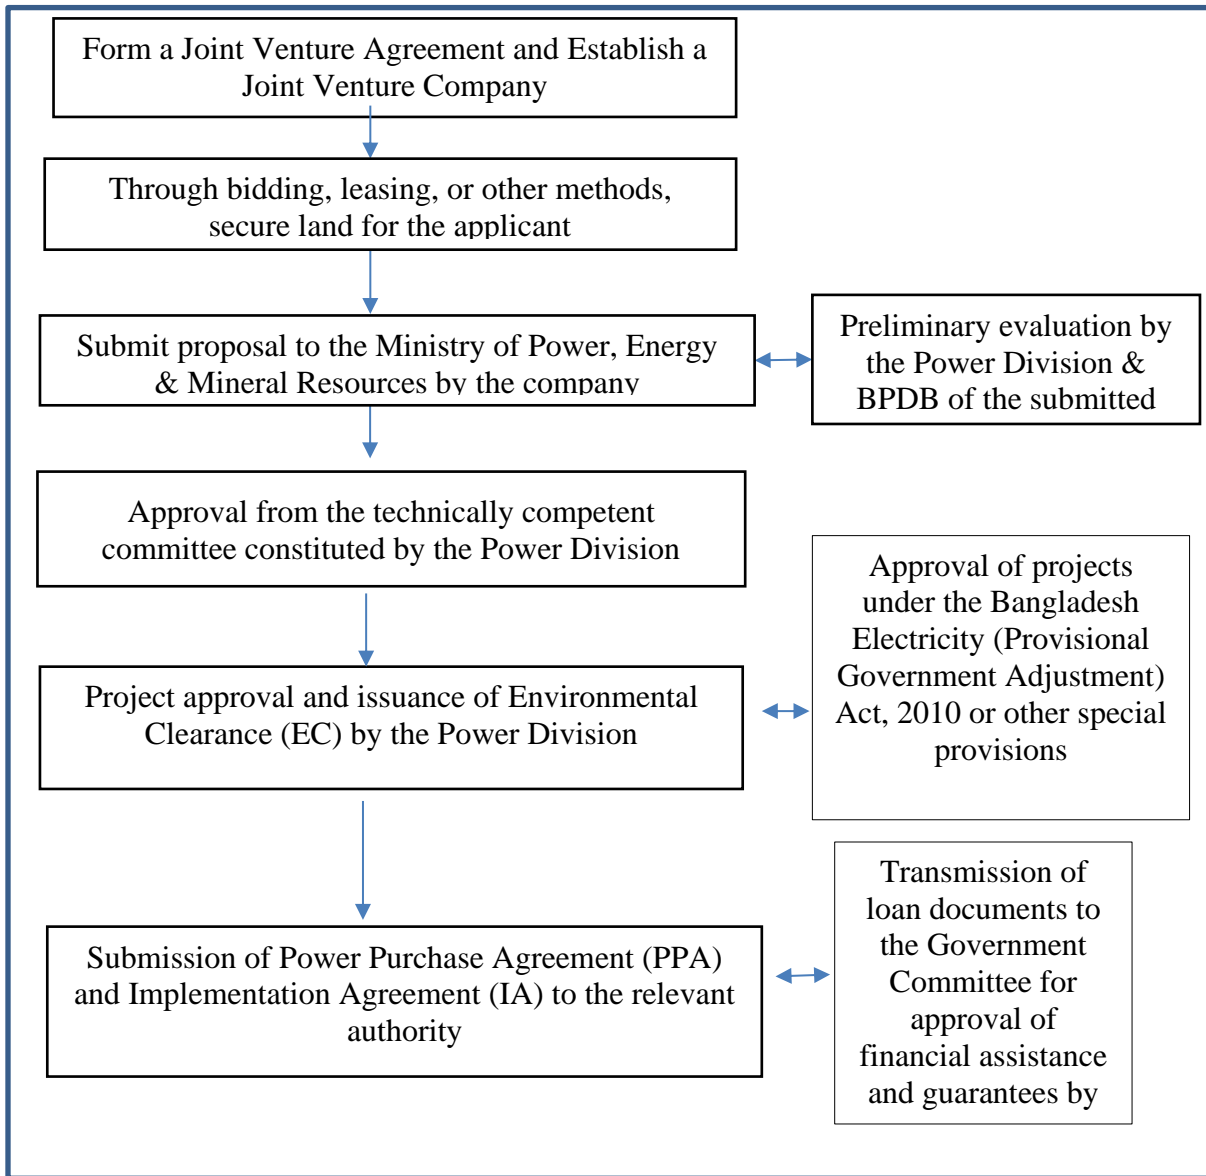 Form a Joint Venture Agreement and Establish a
Joint Venture Company
Through bidding, leasing, or other methods,
secure land for the applicant
Submit proposal to the Ministry of Power, Energy
& Mineral Resources by the company
Preliminary evaluation by
the Power Division &
BPDB of the submitted
Approval from the technically competent
committee constituted by the Power Division
Project approval and issuance of Environmental
Clearance (EC) by the Power Division
Approval of projects
under the Bangladesh
Electricity (Provisional
Government Adjustment)
Act, 2010 or other special
provisions
Submission of Power Purchase Agreement (PPA)
and Implementation Agreement (IA) to the relevant
authority
Transmission of
loan documents to
the Government
Committee for
approval of
financial assistance
and guarantees by